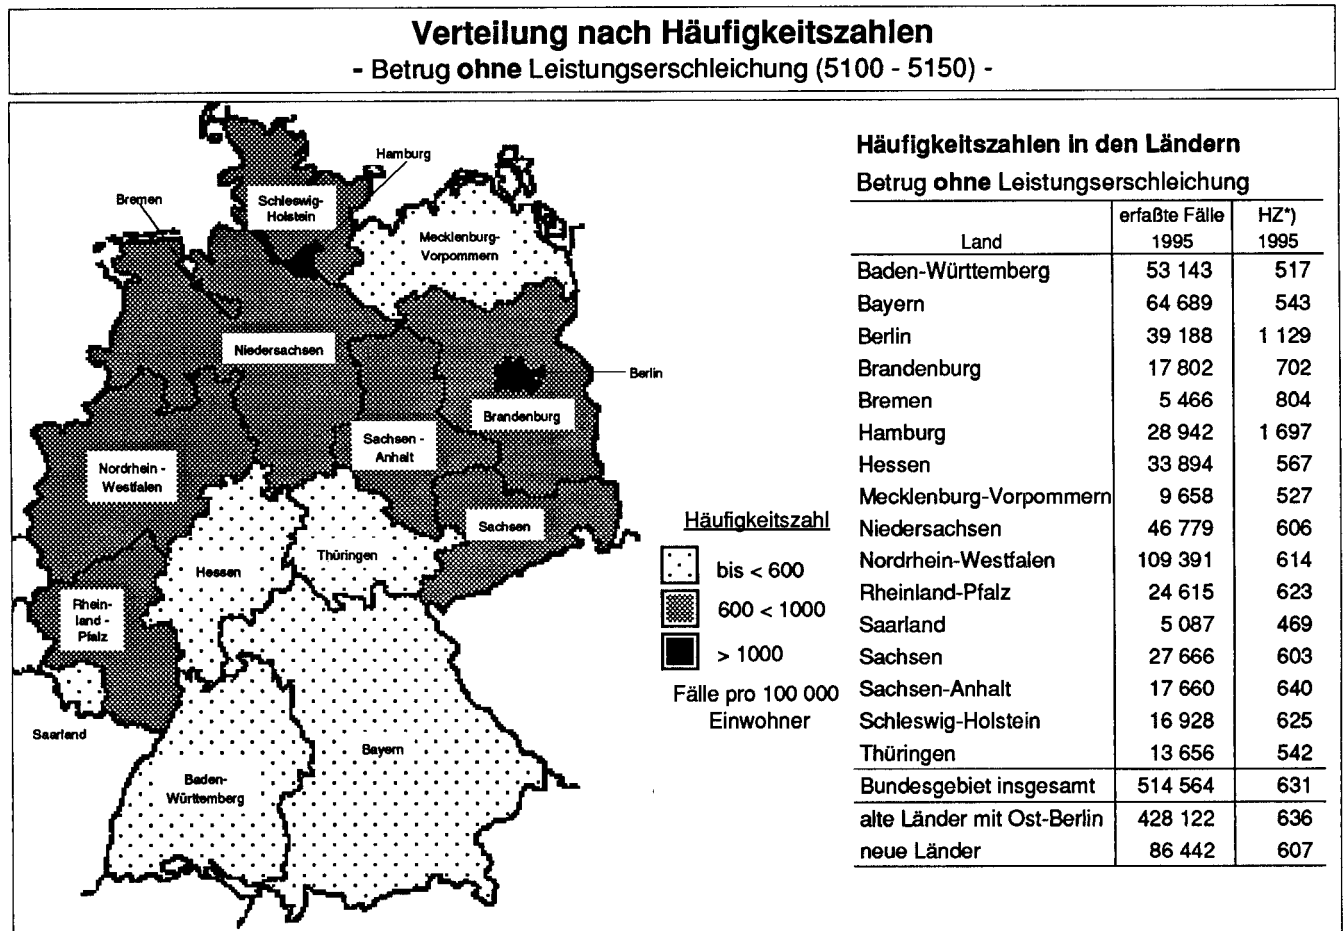 Verteilung nach Häufigkeitszahlen
- Betrug ohne Leistungserschleichung (5100 - 5150) -
Hamburg
Bremen
Schleswig-
Holstein
Mecklenburg-
Vorpommern
Niedersachsen
Berlin
Brandenburg
Sachsen -
Anhalt
Nordrhein -
Westfalen
Sachsen
Thüringen
Hessen
Rhein-
land -
Pfalz
Saarland
Bayern
Baden-
Württemberg
Häufigkeitszahl
bis < 600
600 < 1000
> 1000
Fälle pro 100 000
Einwohner
Häufigkeitszahlen in den Ländern
Betrug ohne Leistungserschleichung
erfaßte Fälle HZ*)
Land 1995 1995
Baden-Württemberg 53 143 517
Bayern 64 689 543
Berlin 39 188 1 129
Brandenburg 17 802 702
Bremen 5 466 804
Hamburg 28 942 1 697
Hessen 33 894 567
Mecklenburg-Vorpommern 9 658 527
Niedersachsen 46 779 606
Nordrhein-Westfalen 109 391 614
Rheinland-Pfalz 24 615 623
Saarland 5 087 469
Sachsen 27 666 603
Sachsen-Anhalt 17 660 640
Schleswig-Holstein 16 928 625
Thüringen 13 656 542
Bundesgebiet insgesamt 514 564 631
alte Länder mit Ost-Berlin 428 122 636
neue Länder 86 442 607